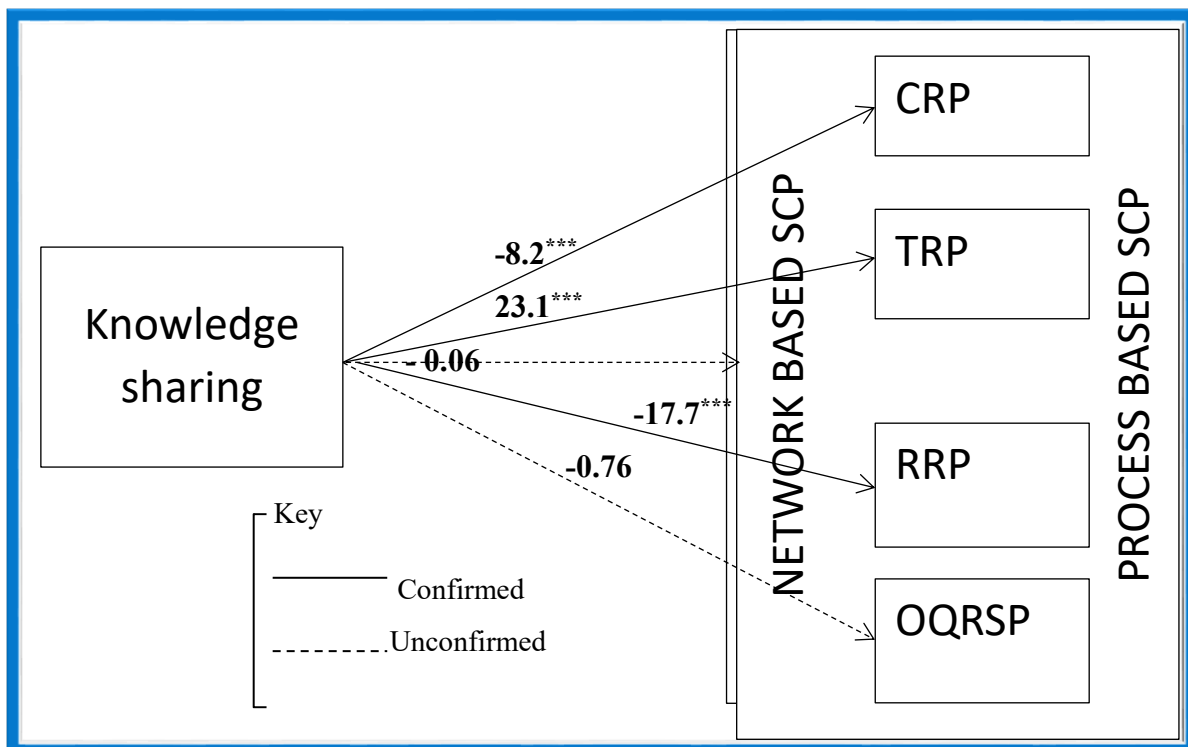 Knowledge
sharing
-8.2***
23.1***
- 0.06
-17.7***
-0.76
NETWORK BASED SCP
CRP
TRP
RRP
OQRSP
PROCESS BASED SCP
Key
Confirmed
Unconfirmed